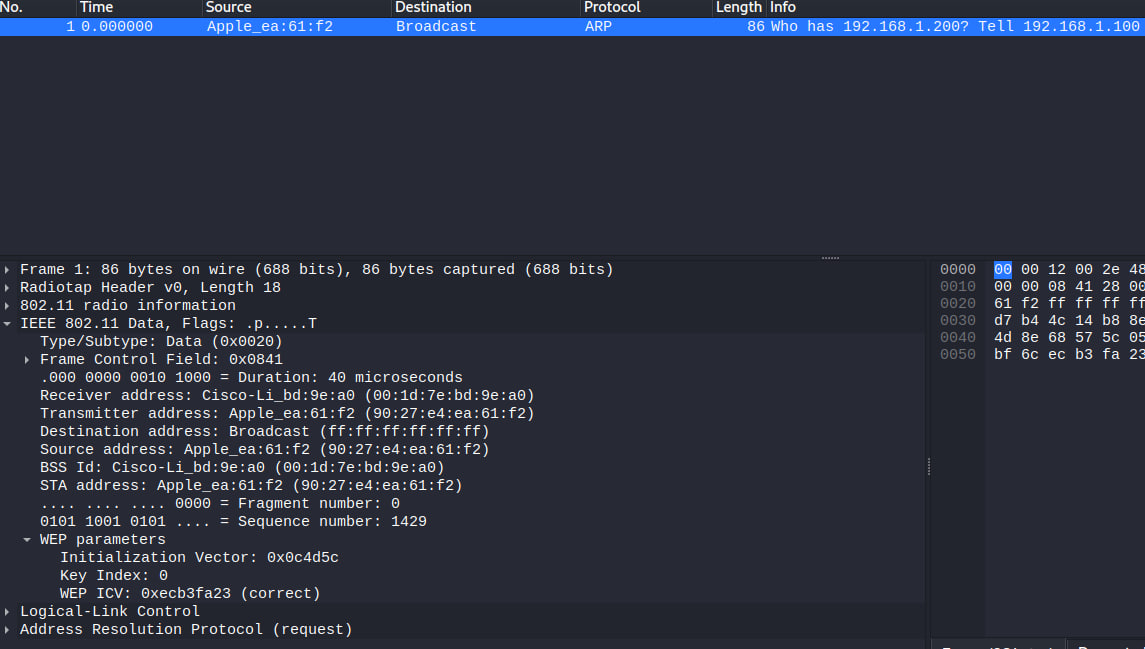 No. Time Source Destination Protocol Length Info
1 0.000000 Apple_ea:61:f2 Broadcast ARP 86 Who has 192.168.1.200? Tell 192.168.1.100
Frame 1: 86 bytes on wire (688 bits), 86 bytes captured (688 bits)
Radiotap Header v0, Length 18
802.11 radio information
IEEE 802.11 Data, Flags: .p.....T
Type/Subtype: Data (0x0020)
Frame Control Field: 0x0841
.000 0000 0010 1000 = Duration: 40 microseconds
Receiver address: Cisco-Li_bd:9e:a0 (00:1d:7e:bd:9e:a0)
Transmitter address: Apple_ea:61:f2 (90:27:e4:ea:61:f2)
Destination address: Broadcast (ff:ff:ff:ff:ff:ff)
Source address: Apple_ea:61:f2 (90:27:e4:ea:61:f2)
BSS Id: Cisco-Li_bd:9e:a0 (00:1d:7e:bd:9e:a0)
STA address: Apple_ea:61:f2 (90:27:e4:ea:61:f2)
.... .... .... 0000 = Fragment number: 0
0101 1001 0101 .... = Sequence number: 1429
WEP parameters
Initialization Vector: 0x0c4d5c
Key Index: 0
WEP ICV: 0xecb3fa23 (correct)
Logical-Link Control
Address Resolution Protocol (request)
0000 00 00 12 00 2e 48
0010 00 00 08 41 28 00
0020 61 f2 ff ff ff ff
0030 d7 b4 4c 14 b8 8e
0040 4d 8e 68 57 5c 05
0050 bf 6c ec b3 fa 23